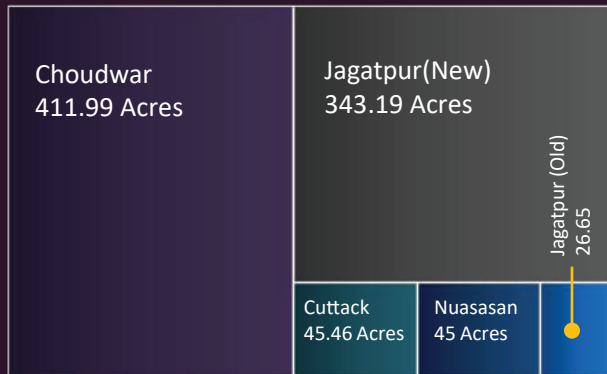 Choudwar
411.99 Acres
Jagatpur(New)
343.19 Acres
Jagatpur (Old)
26.65
Cuttack
45.46 Acres
Nuasasan
45 Acres